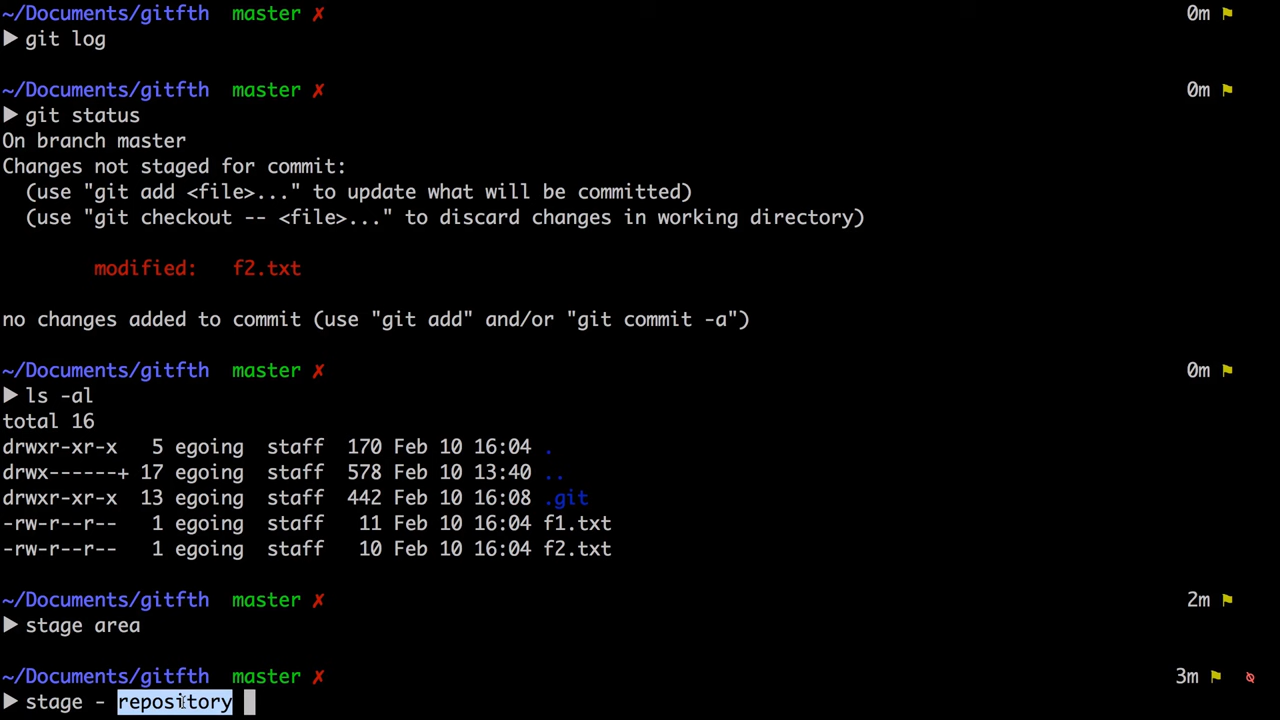 ~/Documents/gitfth master ✗ 0m ⚑
▶ git log
~/Documents/gitfth master ✗ 0m ⚑
▶ git status
On branch master
Changes not staged for commit:
(use "git add <file>..." to update what will be committed)
(use "git checkout -- <file>..." to discard changes in working directory)
modified: f2.txt
no changes added to commit (use "git add" and/or "git commit -a")
~/Documents/gitfth master ✗ 0m ⚑
▶ ls -al
total 16
drwxr-xr-x 5 egoing staff 170 Feb 10 16:04 .
drwx------+ 17 egoing staff 578 Feb 10 13:40 ..
drwxr-xr-x 13 egoing staff 442 Feb 10 16:08 .git
-rw-r--r-- 1 egoing staff 11 Feb 10 16:04 f1.txt
-rw-r--r-- 1 egoing staff 10 Feb 10 16:04 f2.txt
~/Documents/gitfth master ✗ 2m ⚑
▶ stage area
~/Documents/gitfth master ✗ 3m ⚑
▶ stage - repository